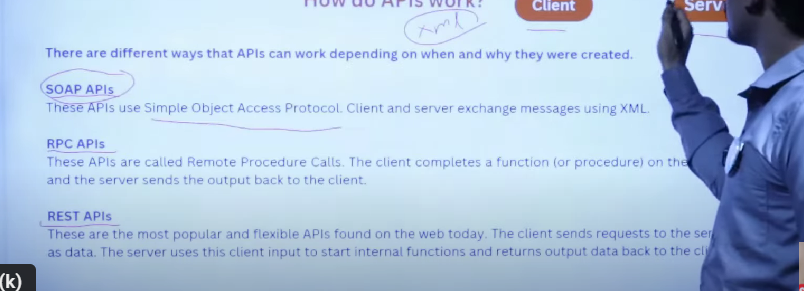 How do APIs work?
Client
Serv
xml
There are different ways that APIs can work depending on when and why they were created.
SOAP APIs
These APIs use Simple Object Access Protocol. Client and server exchange messages using XML.
RPC APIs
These APIs are called Remote Procedure Calls. The client completes a function (or procedure) on the
and the server sends the output back to the client.
REST APIs
These are the most popular and flexible APIs found on the web today. The client sends requests to the ser
as data. The server uses this client input to start internal functions and returns output data back to the cli
(k)